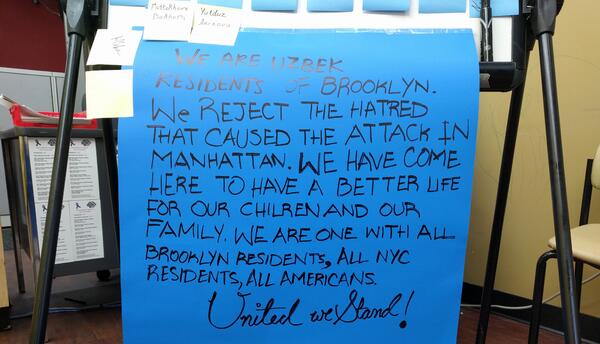 Yulduz
WE ARE UZBEK
RESIDENTS OF BROOKLYN.
WE REJECT THE HATRED
THAT CAUSED THE ATTACK IN
MANHATTAN. WE HAVE COME
HERE TO HAVE A BETTER LIFE
FOR OUR CHILREN AND OUR
FAMILY. WE ARE ONE WITH ALL
BROOKLYN RESIDENTS, ALL NYC
RESIDENTS, ALL AMERICANS.
United we Stand!